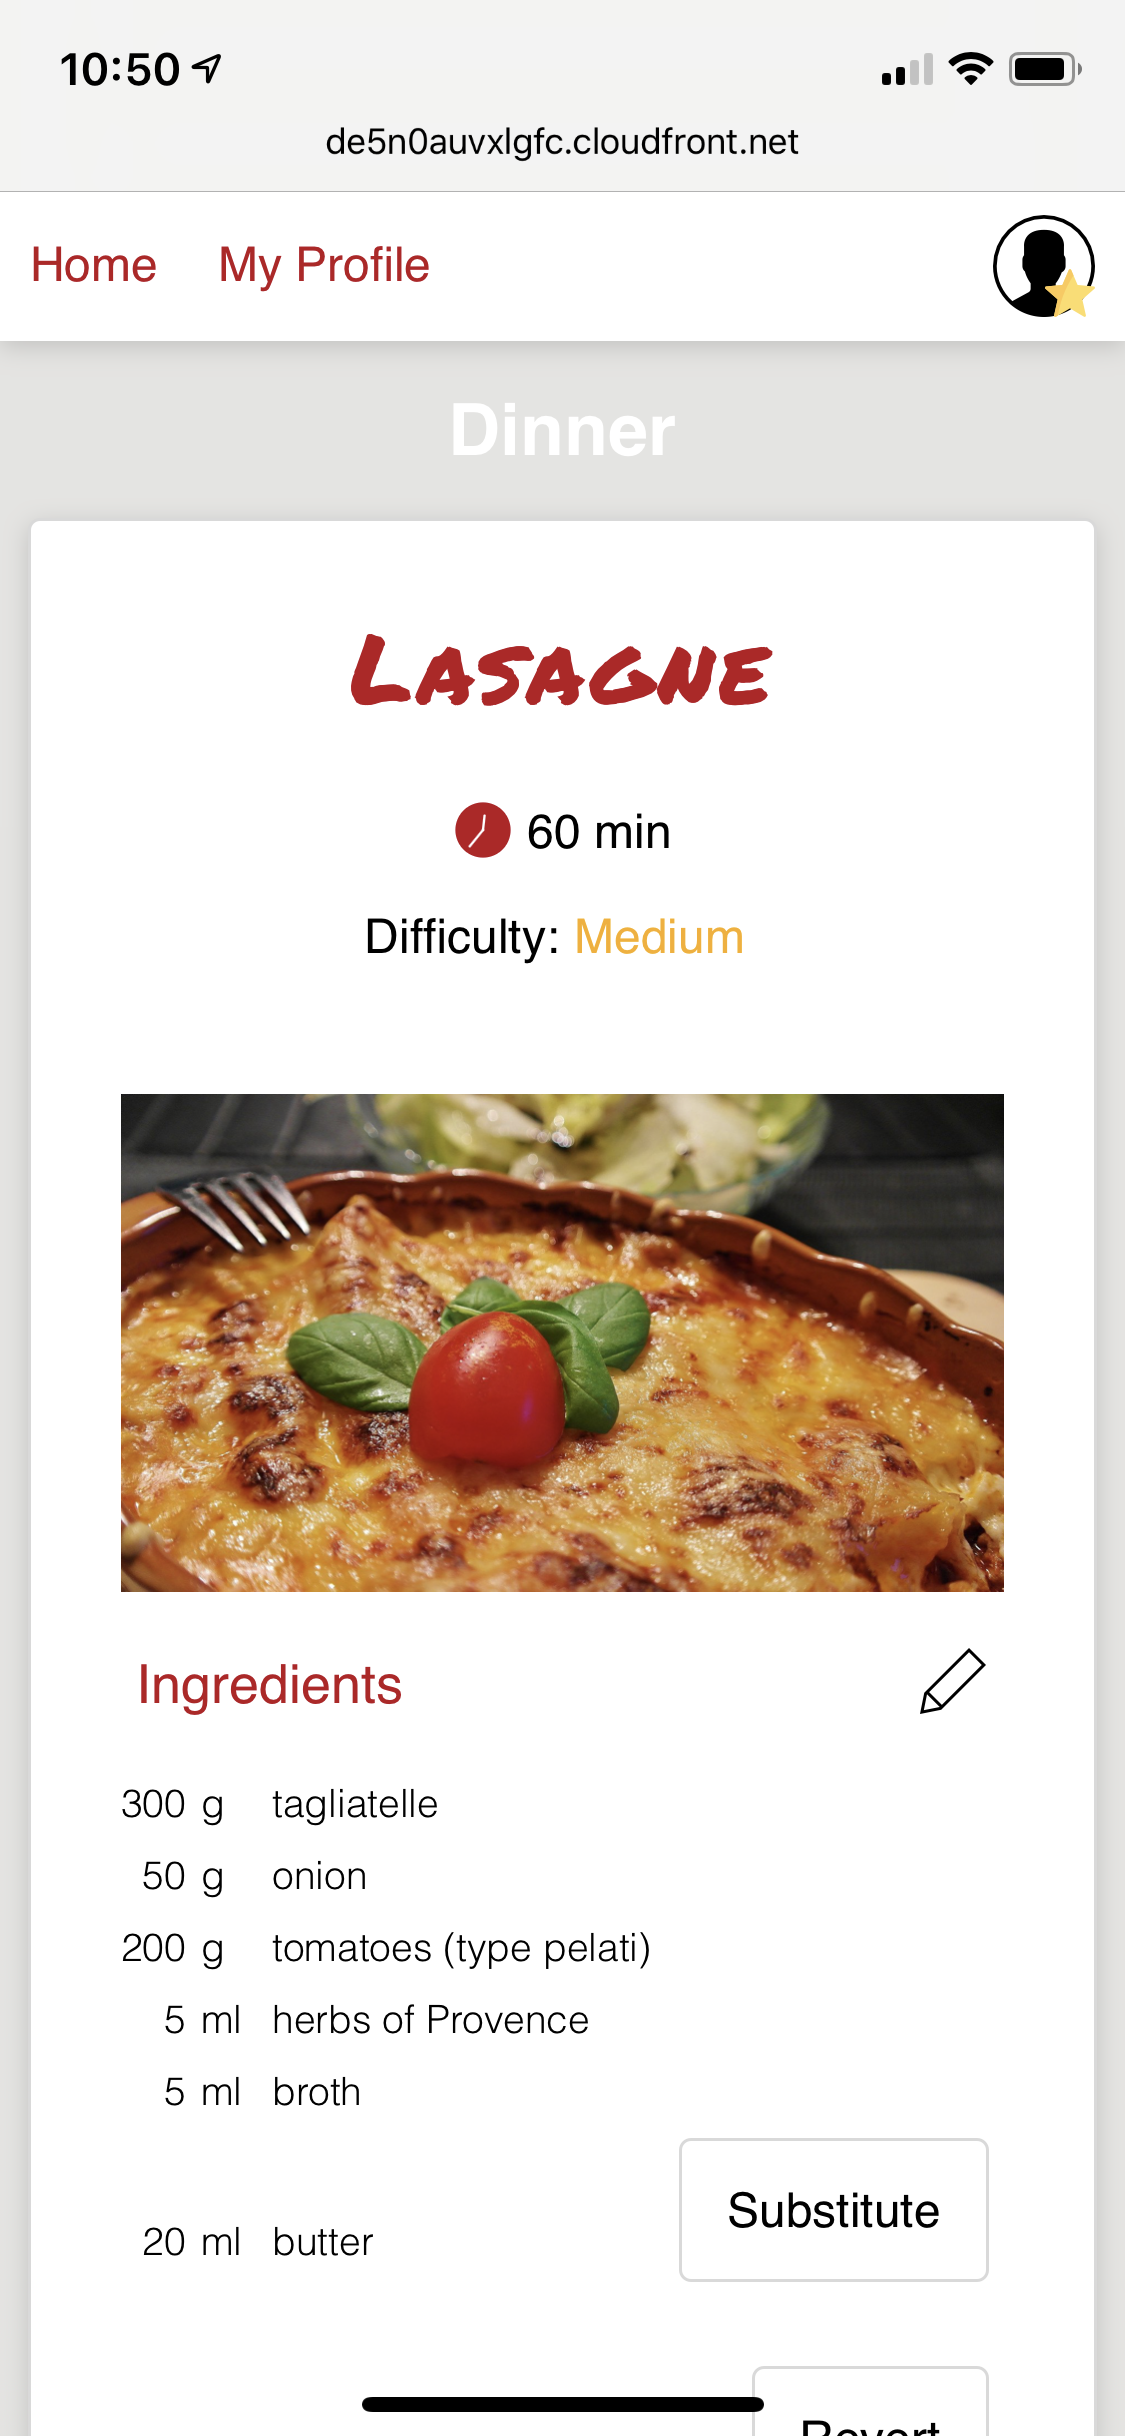 10:50
de5n0auvxlgfc.cloudfront.net
Home My Profile
Dinner
LASAGNE
60 min
Difficulty: Medium
Ingredients
300 g tagliatelle
50 g onion
200 g tomatoes (type pelati)
5 ml herbs of Provence
5 ml broth
Substitute
20 ml butter
Revert